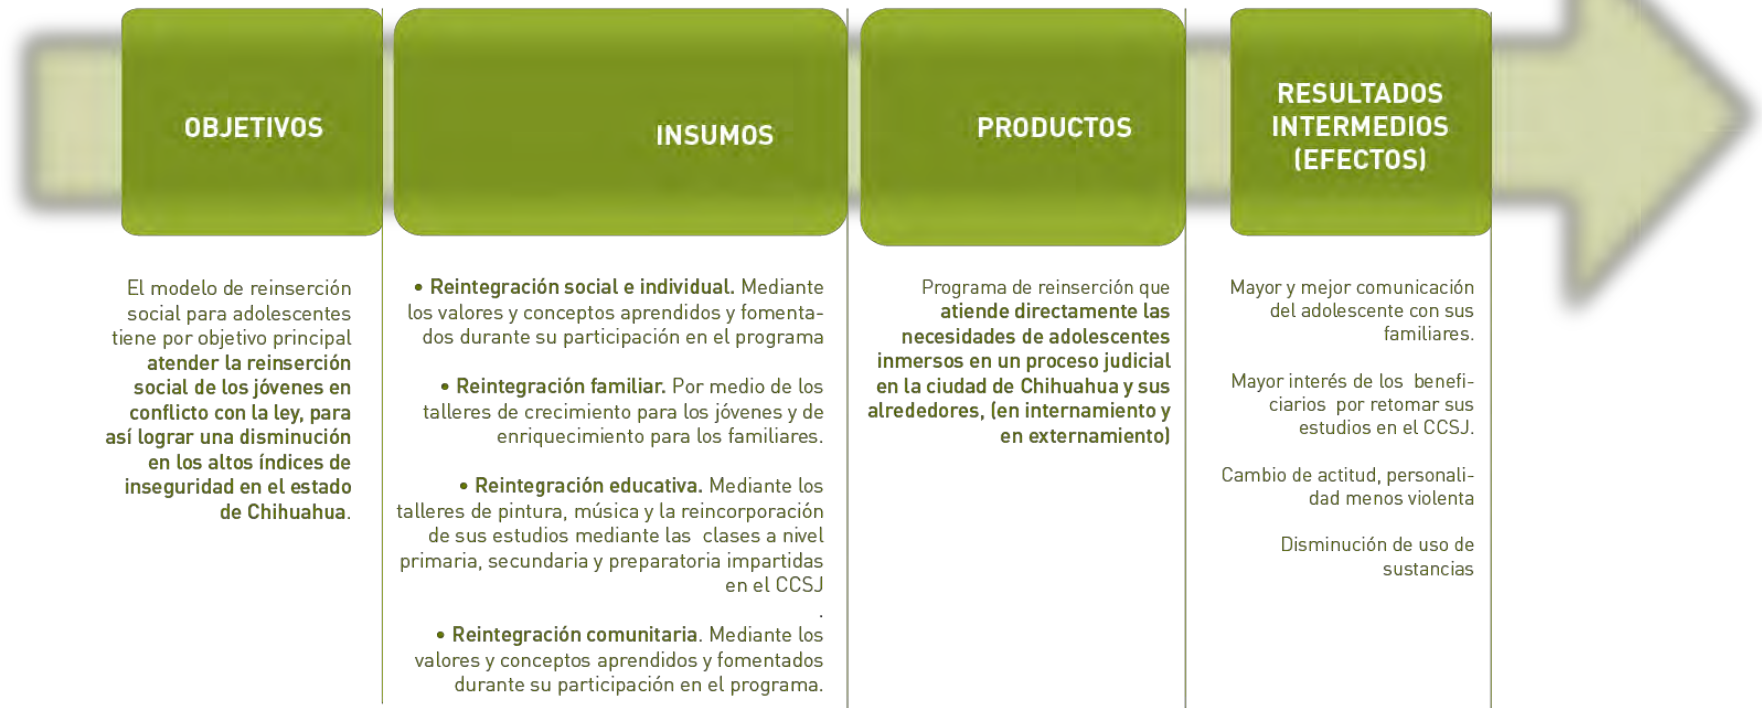 OBJETIVOS
INSUMOS
PRODUCTOS
RESULTADOS
INTERMEDIOS
(EFECTOS)
El modelo de reinserción
social para adolescentes
tiene por objetivo principal
atender la reinserción
social de los jóvenes en
conflicto con la ley, para
así lograr una disminución
en los altos índices de
inseguridad en el estado
de Chihuahua.
• Reintegración social e individual. Mediante
los valores y conceptos aprendidos y fomenta-
dos durante su participación en el programa
• Reintegración familiar. Por medio de los
talleres de crecimiento para los jóvenes y de
enriquecimiento para los familiares.
• Reintegración educativa. Mediante los
talleres de pintura, música y la reincorporación
de sus estudios mediante las clases a nivel
primaria, secundaria y preparatoria impartidas
en el CCSJ
.
• Reintegración comunitaria. Mediante los
valores y conceptos aprendidos y fomentados
durante su participación en el programa.
Programa de reinserción que
atiende directamente las
necesidades de adolescentes
inmersos en un proceso judicial
en la ciudad de Chihuahua y sus
alrededores, (en internamiento y
en externamiento)
Mayor y mejor comunicación
del adolescente con sus
familiares.
Mayor interés de los benefi-
ciarios por retomar sus
estudios en el CCSJ.
Cambio de actitud, personali-
dad menos violenta
Disminución de uso de
sustancias